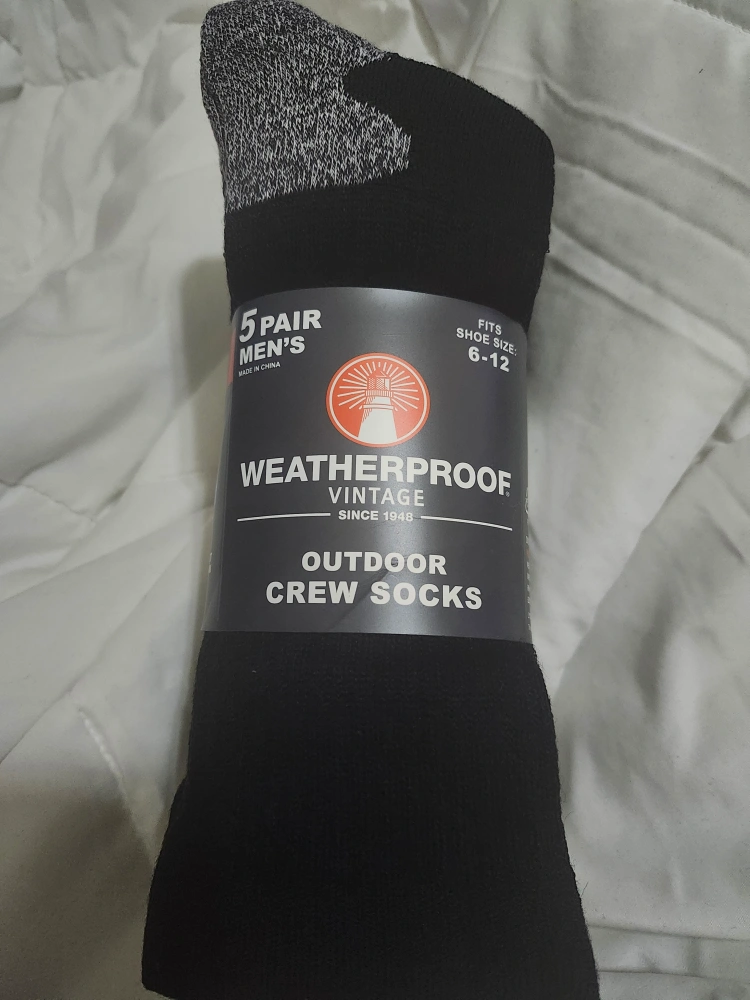 5 PAIR
MEN'S
MADE IN CHINA
FITS
SHOE SIZE:
6-12
WEATHERPROOF®
VINTAGE
SINCE 1948
OUTDOOR
CREW SOCKS